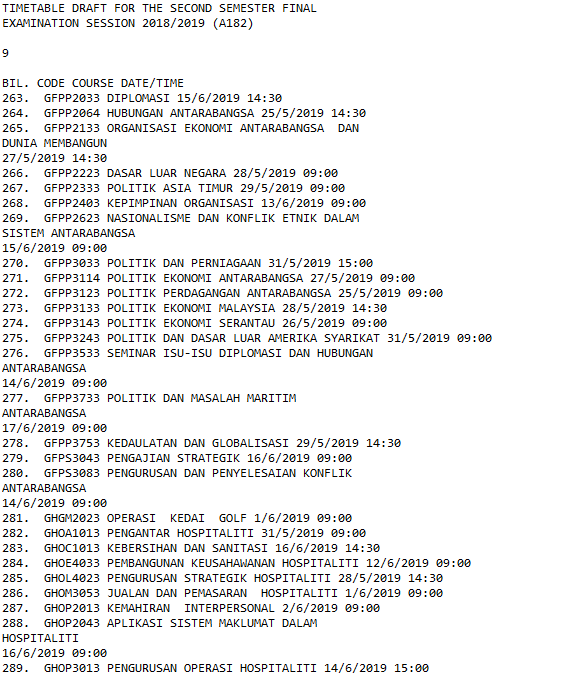 TIMETABLE DRAFT FOR THE SECOND SEMESTER FINAL
EXAMINATION SESSION 2018/2019 (A182)
9
BIL. CODE COURSE DATE/TIME
263. GFPP2033 DIPLOMASI 15/6/2019 14:30
264. GFPP2064 HUBUNGAN ANTARABANGSA 25/5/2019 14:30
265. GFPP2133 ORGANISASI EKONOMI ANTARABANGSA DAN
DUNIA MEMBANGUN
27/5/2019 14:30
266. GFPP2223 DASAR LUAR NEGARA 28/5/2019 09:00
267. GFPP2333 POLITIK ASIA TIMUR 29/5/2019 09:00
268. GFPP2403 KEPIMPINAN ORGANISASI 13/6/2019 09:00
269. GFPP2623 NASIONALISME DAN KONFLIK ETNIK DALAM
SISTEM ANTARABANGSA
15/6/2019 09:00
270. GFPP3033 POLITIK DAN PERNIAGAAN 31/5/2019 15:00
271. GFPP3114 POLITIK EKONOMI ANTARABANGSA 27/5/2019 09:00
272. GFPP3123 POLITIK PERDAGANGAN ANTARABANGSA 25/5/2019 09:00
273. GFPP3133 POLITIK EKONOMI MALAYSIA 28/5/2019 14:30
274. GFPP3143 POLITIK EKONOMI SERANTAU 26/5/2019 09:00
275. GFPP3243 POLITIK DAN DASAR LUAR AMERIKA SYARIKAT 31/5/2019 09:00
276. GFPP3533 SEMINAR ISU-ISU DIPLOMASI DAN HUBUNGAN
ANTARABANGSA
14/6/2019 09:00
277. GFPP3733 POLITIK DAN MASALAH MARITIM
ANTARABANGSA
17/6/2019 09:00
278. GFPP3753 KEDAULATAN DAN GLOBALISASI 29/5/2019 14:30
279. GFPS3043 PENGAJIAN STRATEGIK 16/6/2019 09:00
280. GFPS3083 PENGURUSAN DAN PENYELESAIAN KONFLIK
ANTARABANGSA
14/6/2019 09:00
281. GHGM2023 OPERASI KEDAI GOLF 1/6/2019 09:00
282. GHOA1013 PENGANTAR HOSPITALITI 31/5/2019 09:00
283. GHOC1013 KEBERSIHAN DAN SANITASI 16/6/2019 14:30
284. GHOE4033 PEMBANGUNAN KEUSAHAWANAN HOSPITALITI 12/6/2019 09:00
285. GHOL4023 PENGURUSAN STRATEGIK HOSPITALITI 28/5/2019 14:30
286. GHOM3053 JUALAN DAN PEMASARAN HOSPITALITI 1/6/2019 09:00
287. GHOP2013 KEMAHIRAN INTERPERSONAL 2/6/2019 09:00
288. GHOP2043 APLIKASI SISTEM MAKLUMAT DALAM
HOSPITALITI
16/6/2019 09:00
289. GHOP3013 PENGURUSAN OPERASI HOSPITALITI 14/6/2019 15:00